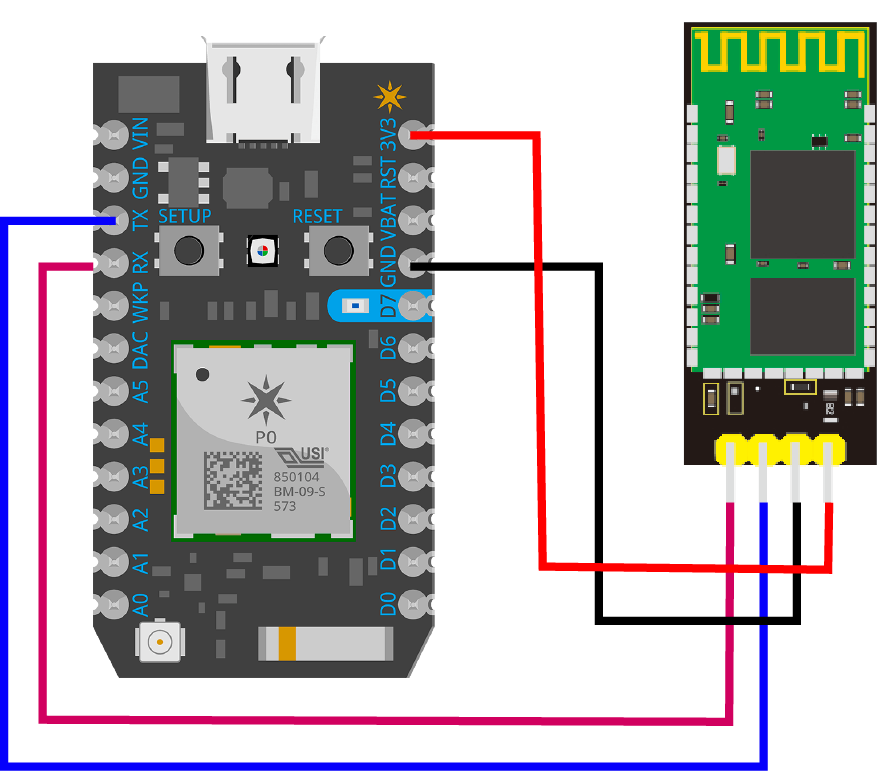 VIN
GND
TX
RX
WKP
DAC
A5
A4
A3
A2
A1
A0
SETUP
RESET
3V3
RST
VBAT
GND
D7
D6
D5
D4
D3
D2
D1
D0
P0
USI
850104
BM-09-S
573